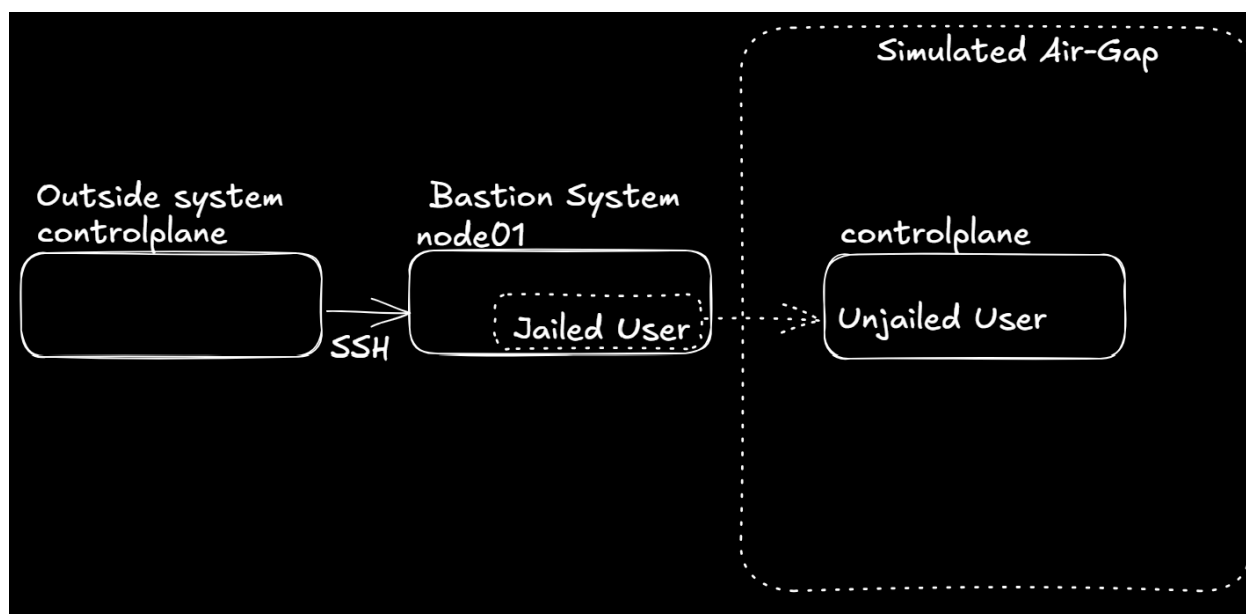 Simulated Air-Gap
Outside system
controlplane
Bastion System
node01
controlplane
Jailed User
Unjailed User
SSH